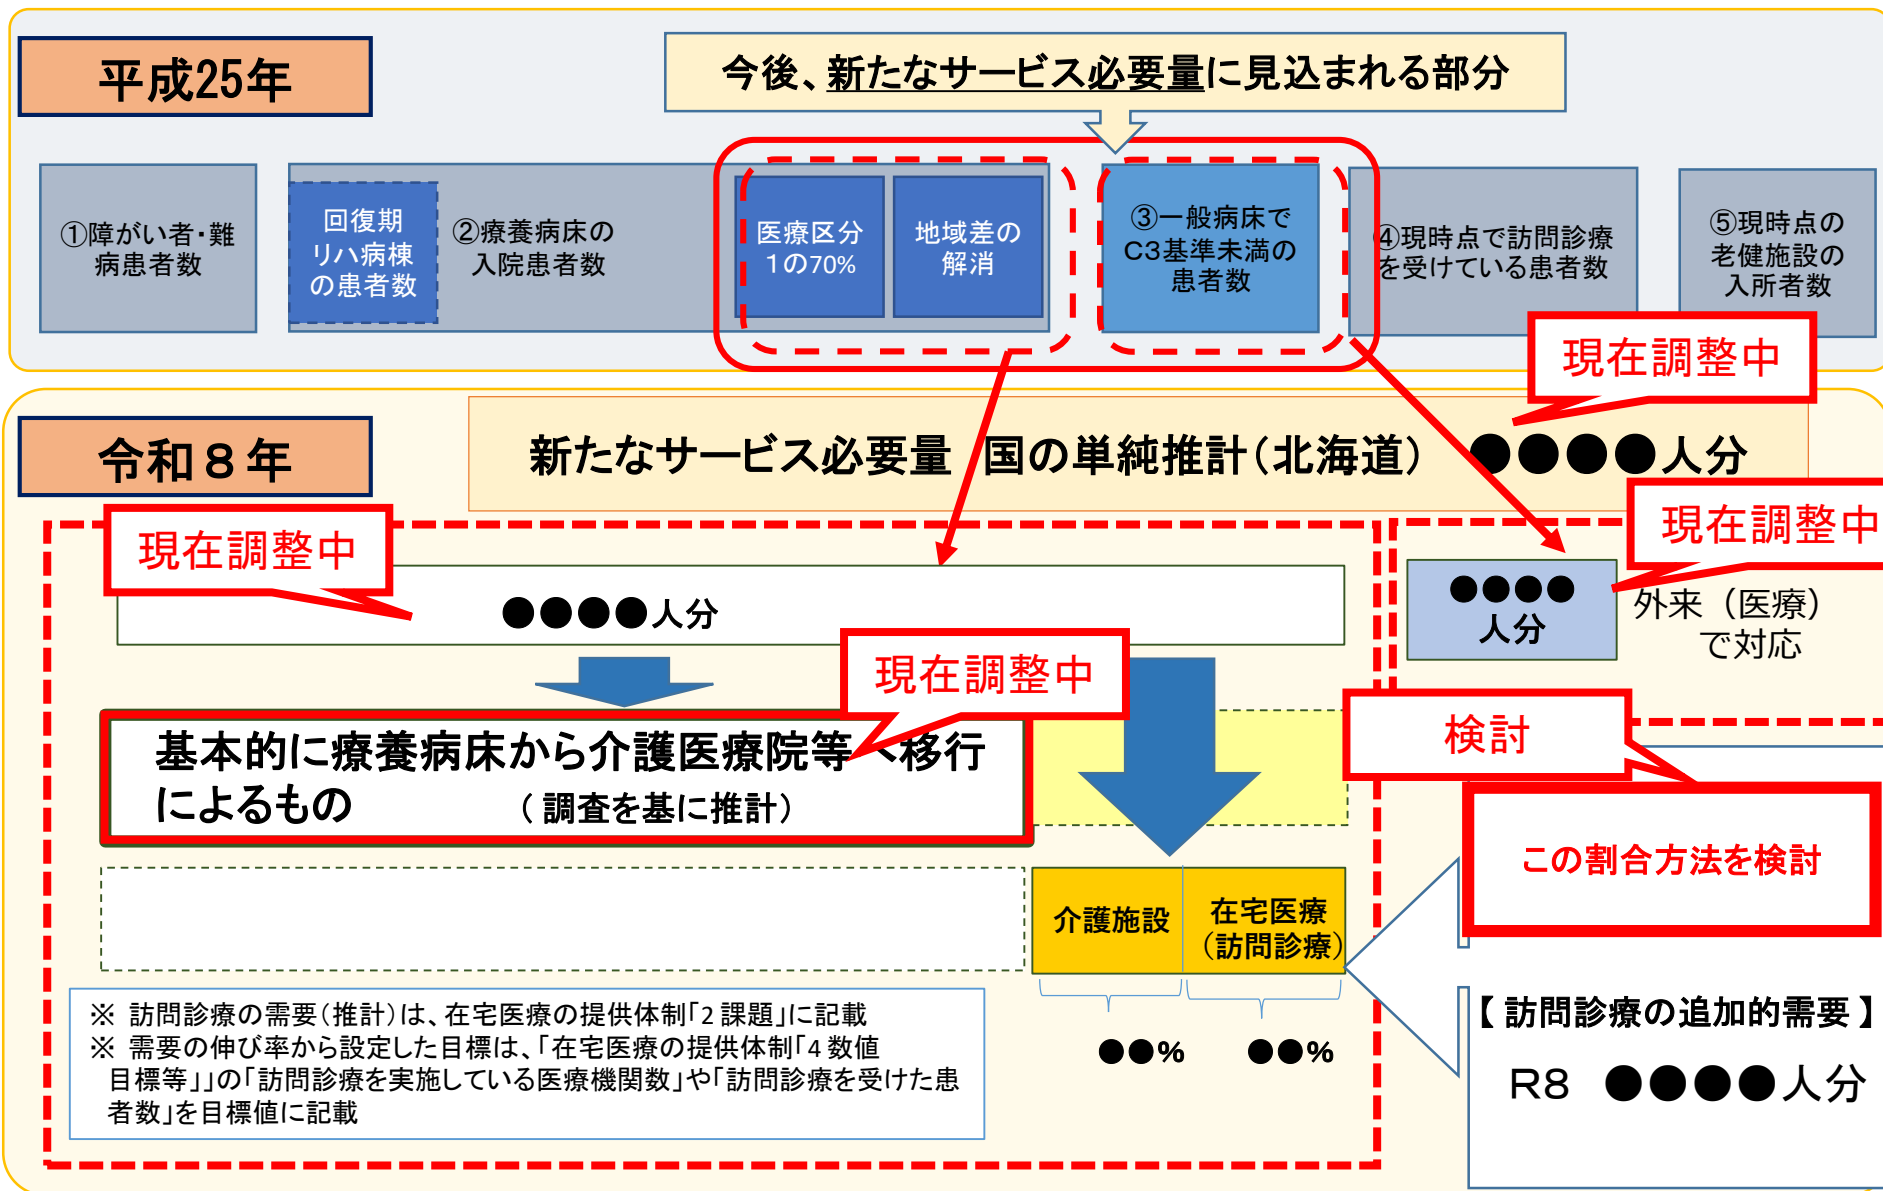 平成25年
今後、新たなサービス必要量に見込まれる部分
①障がい者・難
病患者数
回復期
リハ病棟
の患者数
②療養病床の
入院患者数
医療区分
1の70%
地域差の
解消
③一般病床で
C3基準未満の
患者数
④現時点で訪問診療
を受けている患者数
⑤現時点の
老健施設の
入所者数
現在調整中
令和8年
新たなサービス必要量　国の単純推計（北海道）　●●●●人分
現在調整中
現在調整中
●●●●人分
●●●●
人分
外来（医療）
で対応
現在調整中
検討
基本的に療養病床から介護医療院等へ移行
によるもの　（調査を基に推計）
この割合方法を検討
介護施設
在宅医療
（訪問診療）
●●%　●●%
※ 訪問診療の需要（推計）は、在宅医療の提供体制「2 課題」に記載
※ 需要の伸び率から設定した目標は、「在宅医療の提供体制「4 数値
目標等」」の「訪問診療を実施している医療機関数」や「訪問診療を受けた患
者数」を目標値に記載
【 訪問診療の追加的需要 】
R8　●●●●人分